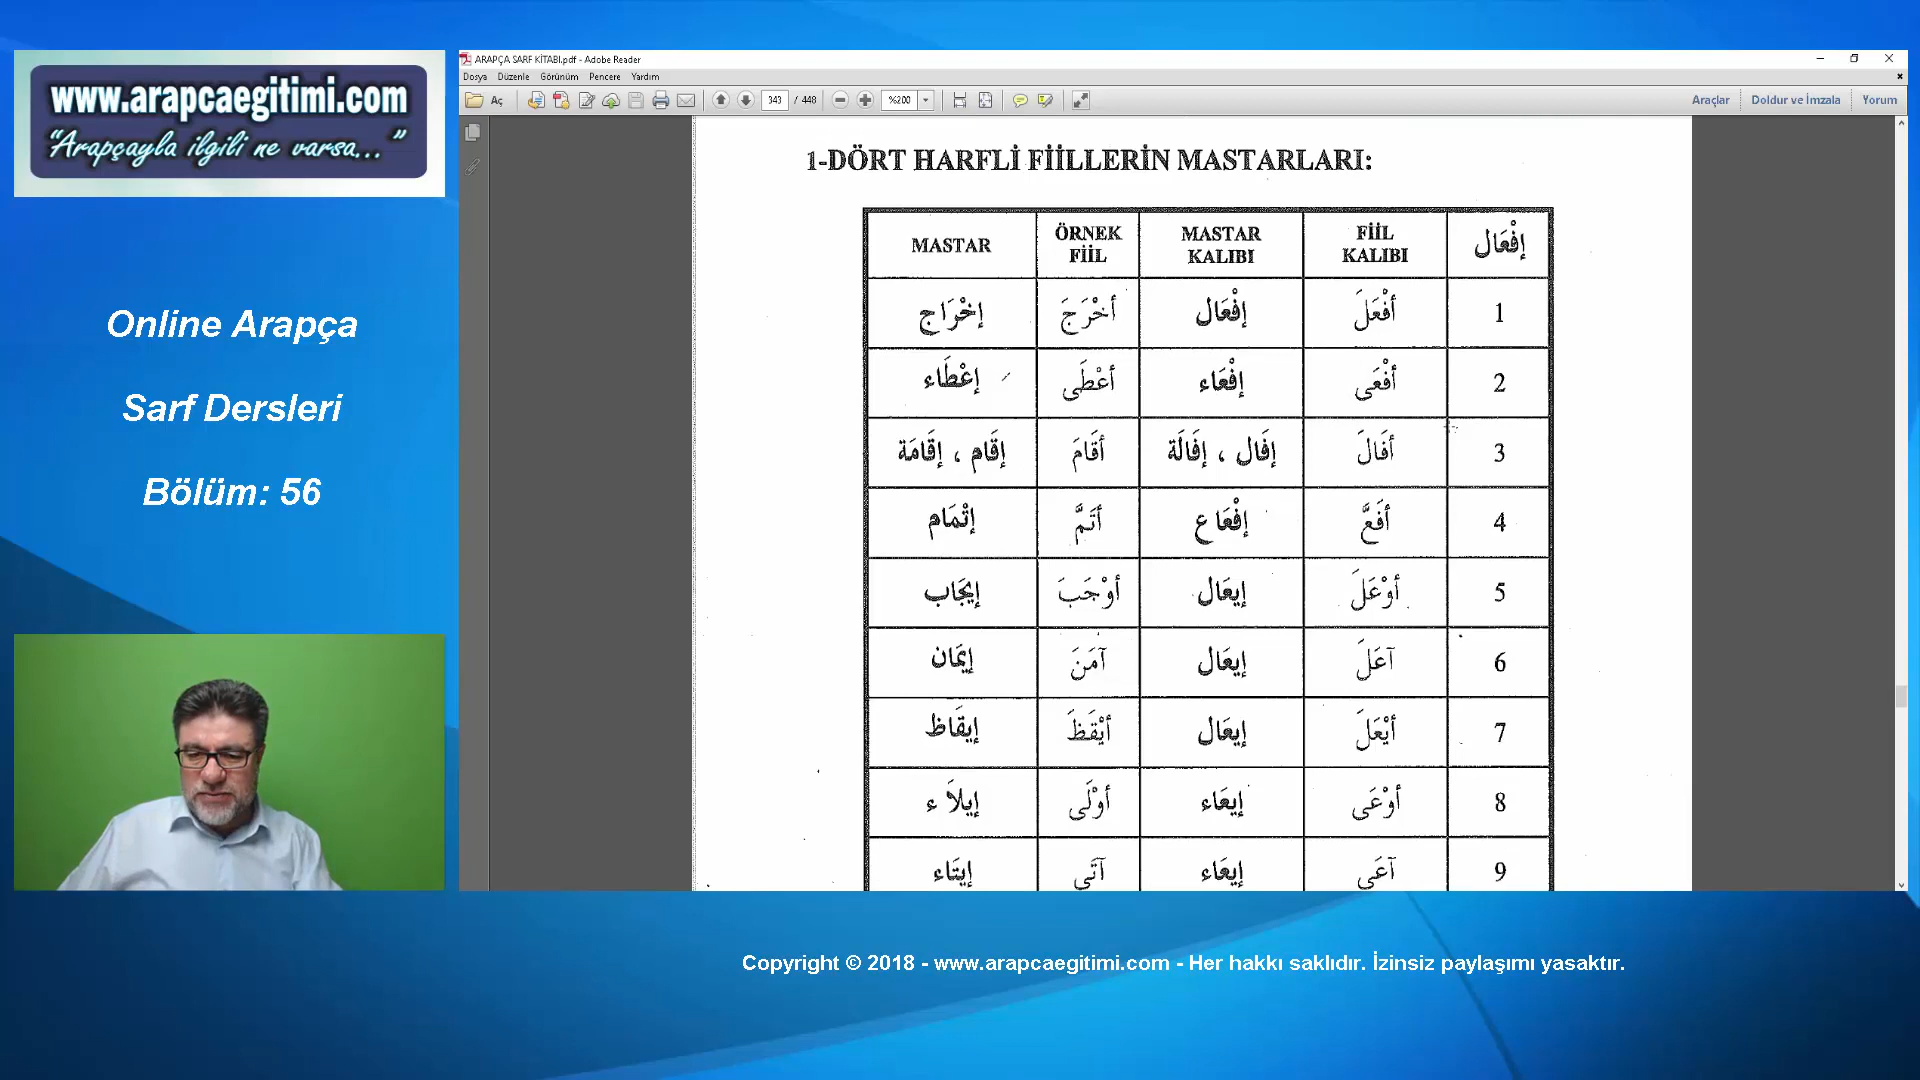 www.arapcaegitimi.com
"Arapçayla ilgili ne varsa..."
Online Arapça
Sarf Dersleri
Bölüm: 56
ARAPÇA SARF KİTABI.pdf - Adobe Reader
Dosya Düzenle Görünüm Pencere Yardım
Aç 343 / 448 %200 Araçlar Doldur ve İmzala Yorum
1-DÖRT HARFLİ FİİLLERİN MASTARLARI:
MASTAR ÖRNEK FİİL MASTAR KALIBI FİİL KALIBI إفْعَال
إخْرَاج أخْرَجَ إفْعَال أفْعَلَ 1
إعْطَاء أعْطَى إفْعَاء أفْعَى 2
إقَام ، إقَامَة أقَامَ إفَال ، إفَالَة أفَالَ 3
إتْمَام أتَمَّ إفْعَاع أفَعَّ 4
إيجَاب أوْجَبَ إيعَال أوْعَلَ 5
إيمَان آمَنَ إيعَال آعَلَ 6
إيقَاظ أيْقَظَ إيعَال أيْعَلَ 7
إيلاَء أوْلَى إيعَاء أوْعَى 8
إيتَاء آتَى إيعَاء آعَى 9
Copyright © 2018 - www.arapcaegitimi.com - Her hakkı saklıdır. İzinsiz paylaşımı yasaktır.